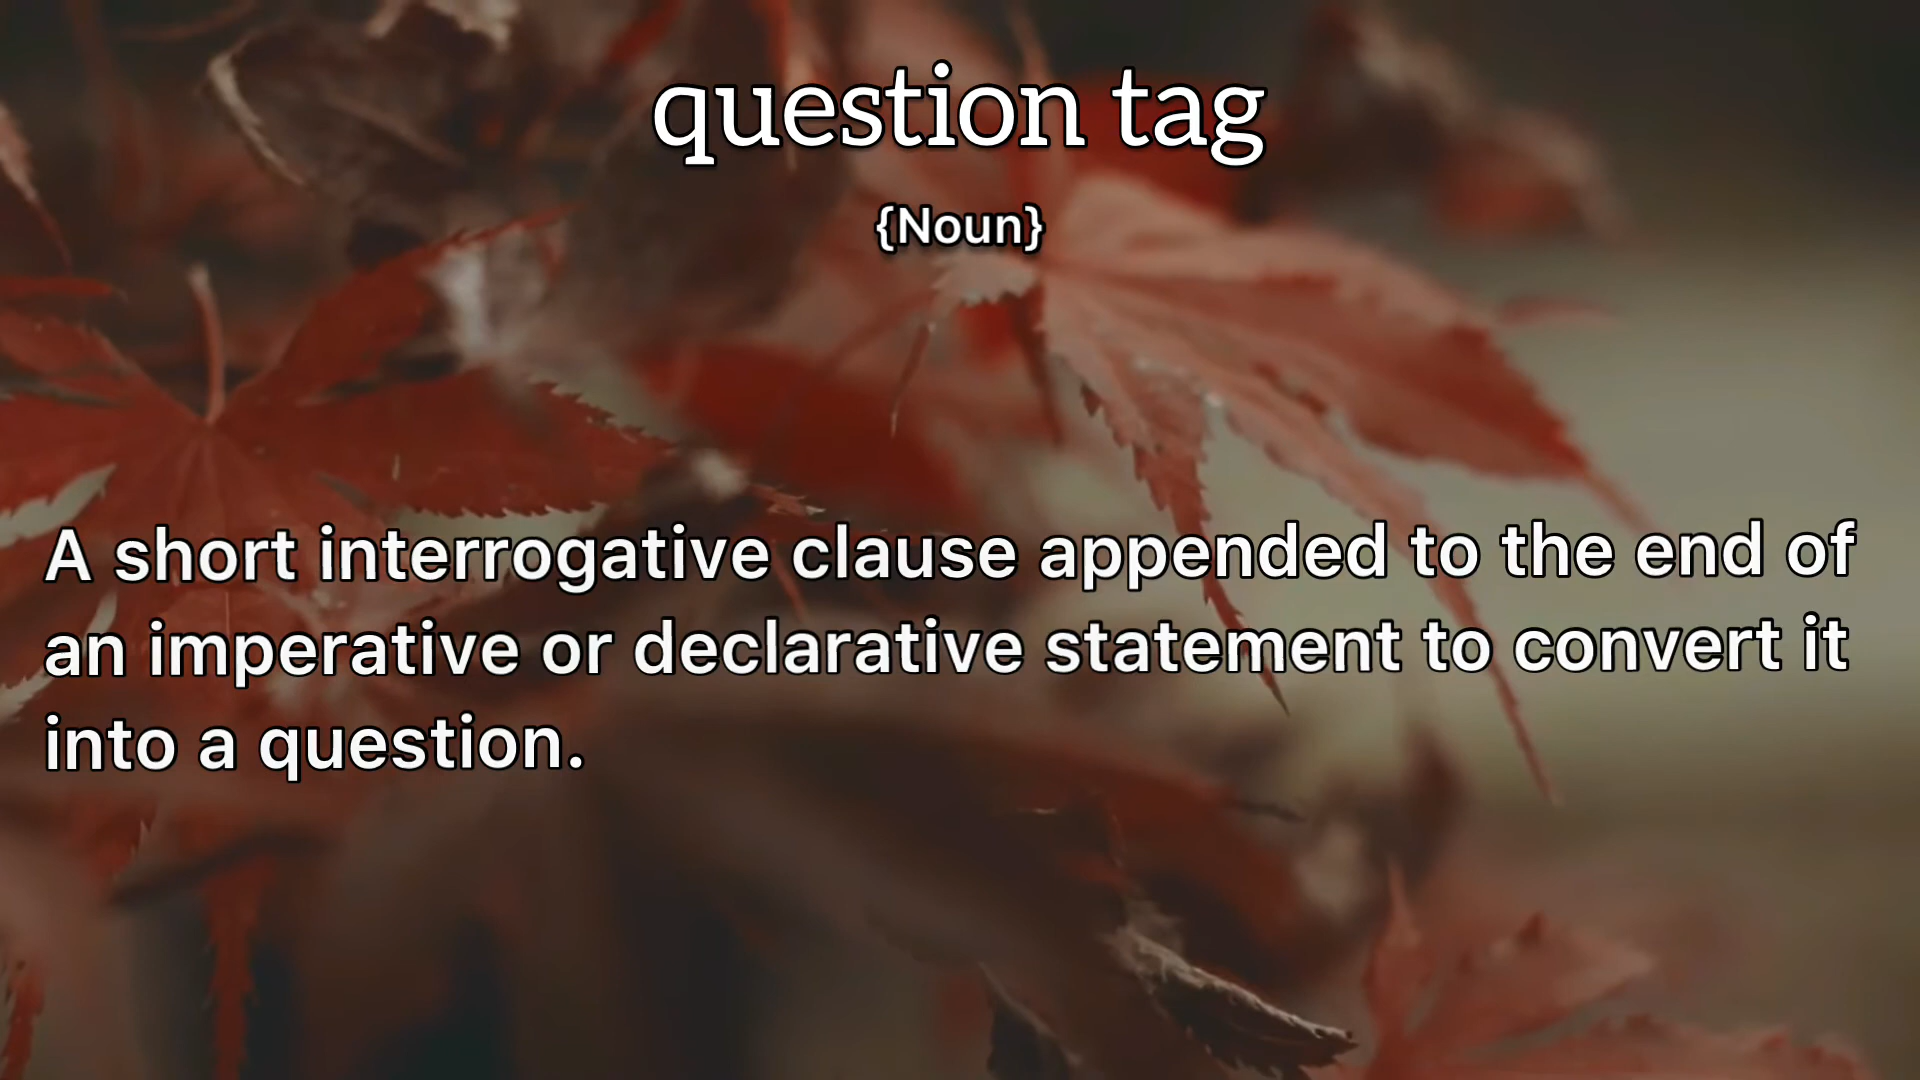 question tag
{Noun}
A short interrogative clause appended to the end of
an imperative or declarative statement to convert it
into a question.